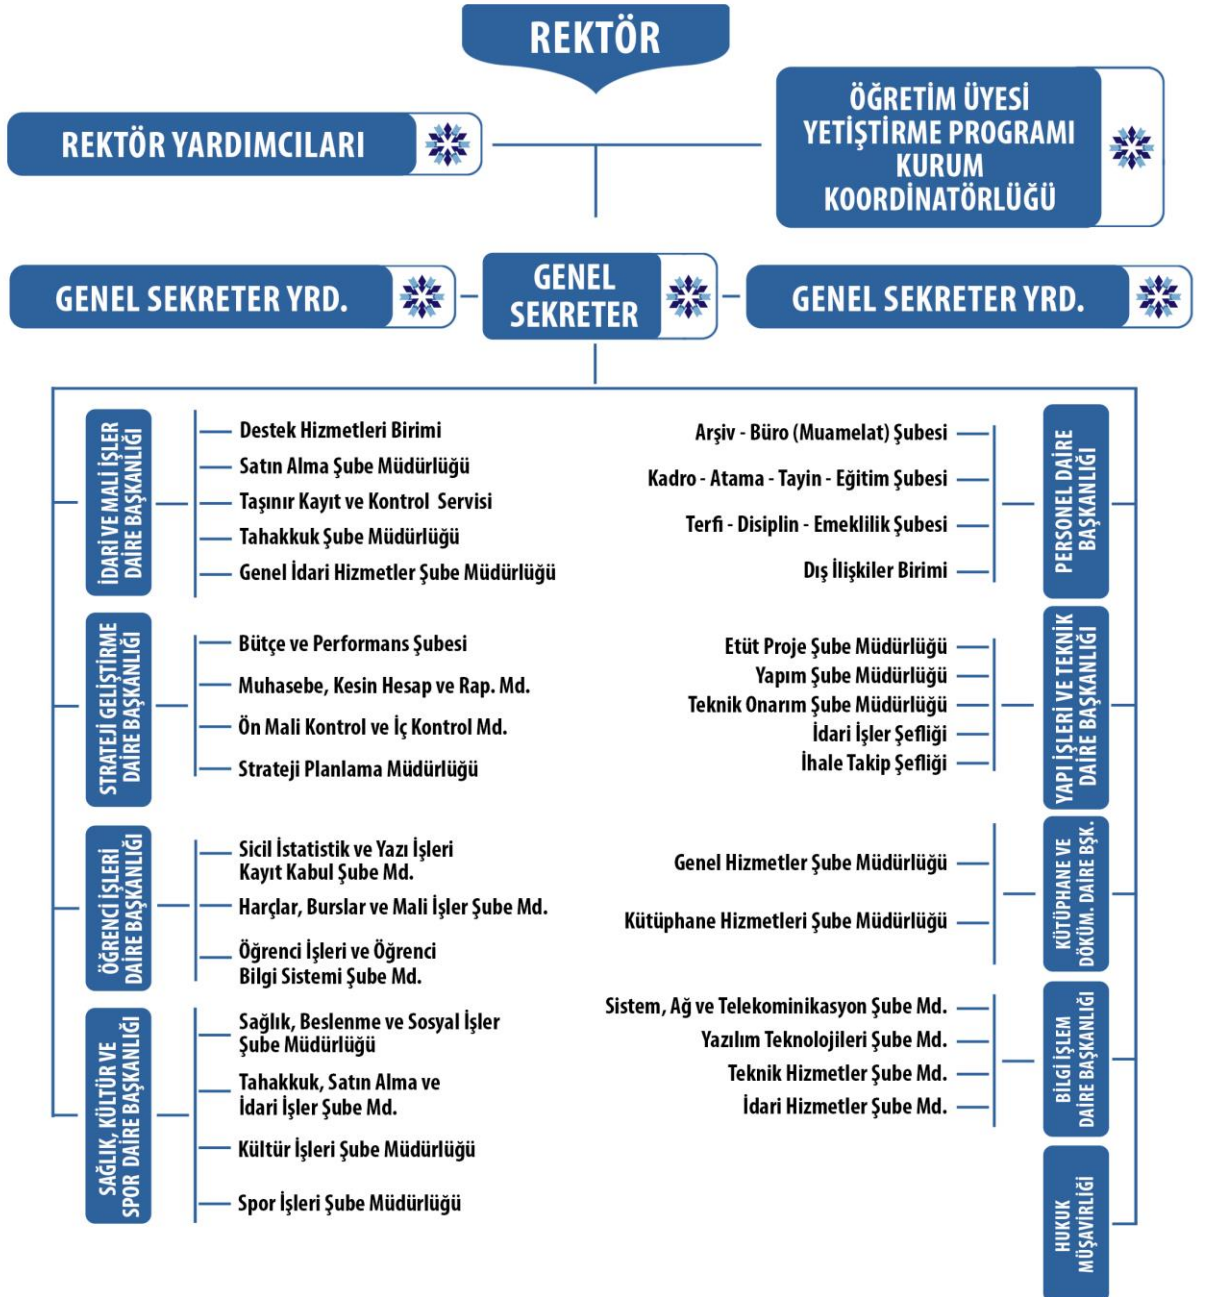 REKTÖR
REKTÖR YARDIMCILARI
ÖĞRETİM ÜYESİ
YETİŞTİRME PROGRAMI
KURUM
KOORDİNATÖRLÜĞÜ
GENEL SEKRETER YRD.
GENEL
SEKRETER
GENEL SEKRETER YRD.
İDARİ VE MALİ İŞLER
DAİRE BAŞKANLIĞI
Destek Hizmetleri Birimi
Satın Alma Şube Müdürlüğü
Taşınır Kayıt ve Kontrol Servisi
Tahakkuk Şube Müdürlüğü
Genel İdari Hizmetler Şube Müdürlüğü
STRATEJİ GELİŞTİRME
DAİRE BAŞKANLIĞI
Bütçe ve Performans Şubesi
Muhasebe, Kesin Hesap ve Rap. Md.
Ön Mali Kontrol ve İç Kontrol Md.
Strateji Planlama Müdürlüğü
ÖĞRENCİ İŞLERİ
DAİRE BAŞKANLIĞI
Sicil İstatistik ve Yazı İşleri
Kayıt Kabul Şube Md.
Harçlar, Burslar ve Mali İşler Şube Md.
Öğrenci İşleri ve Öğrenci
Bilgi Sistemi Şube Md.
SAĞLIK, KÜLTÜR VE
SPOR DAİRE BAŞKANLIĞI
Sağlık, Beslenme ve Sosyal İşler
Şube Müdürlüğü
Tahakkuk, Satın Alma ve
İdari İşler Şube Md.
Kültür İşleri Şube Müdürlüğü
Spor İşleri Şube Müdürlüğü
Arşiv - Büro (Muamelat) Şubesi
Kadro - Atama - Tayin - Eğitim Şubesi
Terfi - Disiplin - Emeklilik Şubesi
Dış İlişkiler Birimi
PERSONEL DAİRE
BAŞKANLIĞI
Etüt Proje Şube Müdürlüğü
Yapım Şube Müdürlüğü
Teknik Onarım Şube Müdürlüğü
İdari İşler Şefliği
İhale Takip Şefliği
YAPI İŞLERİ VE TEKNİK
DAİRE BAŞKANLIĞI
Genel Hizmetler Şube Müdürlüğü
Kütüphane Hizmetleri Şube Müdürlüğü
KÜTÜPHANE VE
DÖKÜM. DAİRE BŞK.
Sistem, Ağ ve Telekominikasyon Şube Md.
Yazılım Teknolojileri Şube Md.
Teknik Hizmetler Şube Md.
İdari Hizmetler Şube Md.
BİLGİ İŞLEM
DAİRE BAŞKANLIĞI
HUKUK
MÜŞAVİRLİĞİ